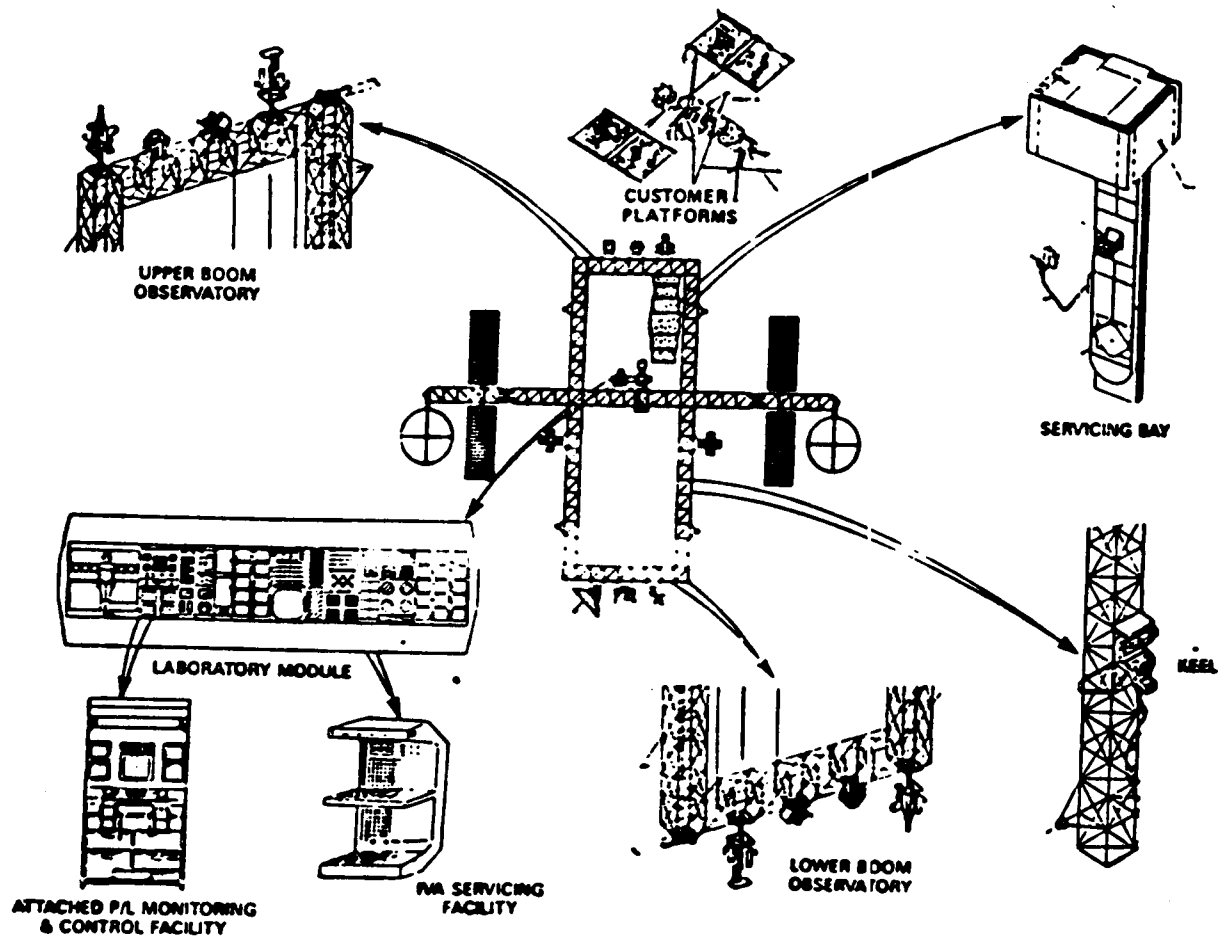 CUSTOMER
PLATFORMS
UPPER BOOM
OBSERVATORY
SERVICING BAY
LABORATORY MODULE
KEEL
LOWER BOOM
OBSERVATORY
IVA SERVICING
FACILITY
ATTACHED P/L MONITORING
& CONTROL FACILITY